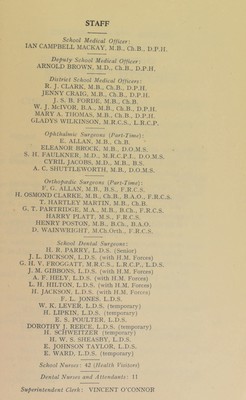 STAFF
School Medical Officer:
IAN CAMPBELL MACKAY, M.B., Ch.B., D.P.H.
Deputy School Medical Officer:
ARNOLD BROWN, M.D., Ch.B., D.P.H.
District School Medical Officers:
R. J. CLARK, M.B., Ch.B., D.P.H.
JENNY CRAIG, M.B., Ch.B., D.P.H.
J. S. B. FORDE, M.B., Ch.B.
W. J. McIVOR, B.A., M.B., Ch.B., D.P.H.
MARY A. THOMAS, M.B., Ch.B., D.P.H.
GLADYS WILKINSON, M.R.C.S., L.R.C.P.
Ophthalmic Surgeons (Part-Time):
E. ALLAN, M.B., Ch.B.
ELEANOR BROCK, M.B., D.O.M.S.
S. H. FAULKNER, M.D., M.R.C.P.I., D.O.M.S.
CYRIL JACOBS, M.D., M.B., B.S.
A. C. SHUTTLEWORTH, M.B., D.O.M.S.
Orthopædic Surgeons (Part-Time):
F. G. ALLAN, M.B., B.S., F.R.C.S.
H. OSMOND CLARKE, M.B., Ch.B., B.A.O., F.R.C.S.
T. HARTLEY MARTIN, M.B., Ch.B.
G. T. PARTRIDGE, M.A., M.B., B.Ch., F.R.C.S.
HARRY PLATT, M.S., F.R.C.S.
HENRY POSTON, M.B., B.Ch., B.A.O.
D. WAINWRIGHT, M.Ch.Orth., F.R.C.S.
School Dental Surgeons:
H. R. PARRY, L.D.S. (Senior)
J. L. DICKSON, L.D.S. (with H.M. Forces)
G. H. V. FROGGATT, M.R.C.S., L.R.C.P., L.D.S.
J. M. GIBBONS, L.D.S. (with H.M. Forces)
A. F. HELY, L.D.S. (with H.M. Forces)
L. H. HILTON, L.D.S. (with H.M. Forces)
H. JACKSON, L.D.S. (with H.M. Forces)
F. L. JONES, L.D.S.
W. K. LEVER, L.D.S. (temporary)
H. LIPKIN, L.D.S. (temporary)
E. S. POULTER, L.D.S.
DOROTHY J. REECE, L.D.S. (temporary)
H. SCHWEITZER (temporary)
H. W. S. SHEASBY, L.D.S.
E. JOHNSON TAYLOR, L.D.S.
E. WARD, L.D.S. (temporary)
School Nurses: 42 (Health Visitors)
Dental Nurses and Attendants: 11
Superintendent Clerk: VINCENT O'CONNOR